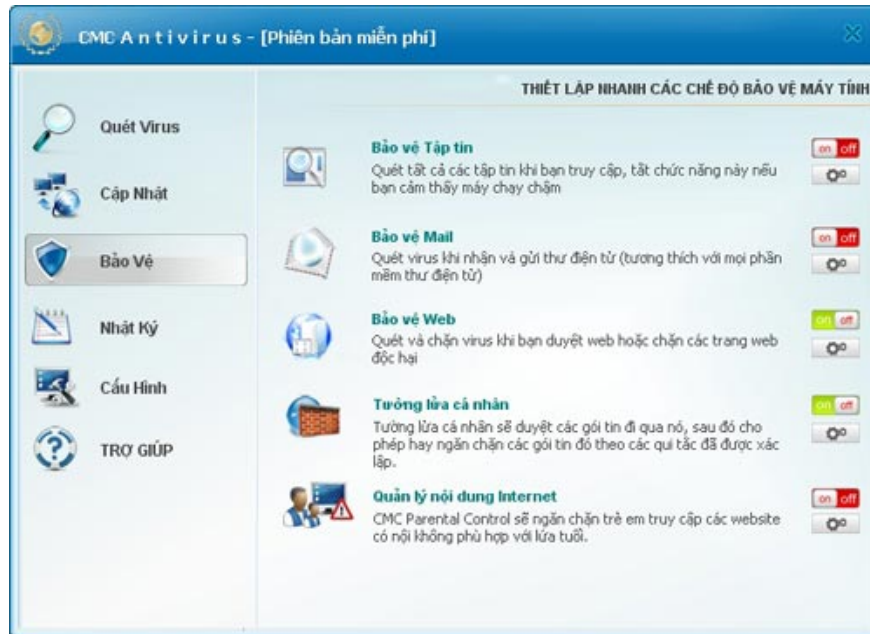 CMC Antivirus - [Phiên bản miễn phí]
THIẾT LẬP NHANH CÁC CHẾ ĐỘ BẢO VỆ MÁY TÍNH
Quét Virus
Cập Nhật
Bảo Vệ
Nhật Ký
Cấu Hình
TRỢ GIÚP
Bảo vệ Tập tin
on off
Quét tất cả các tập tin khi bạn truy cập, tắt chức năng này nếu
bạn cảm thấy máy chạy chậm
Bảo vệ Mail
on off
Quét virus khi nhận và gửi thư điện tử (tương thích với mọi phần
mềm thư điện tử)
Bảo vệ Web
on off
Quét và chặn virus khi bạn duyệt web hoặc chặn các trang web
độc hại
Tường lửa cá nhân
on off
Tường lửa cá nhân sẽ duyệt các gói tin đi qua nó, sau đó cho
phép hay ngăn chặn các gói tin đó theo các qui tắc đã được xác
lập.
Quản lý nội dung Internet
on off
CMC Parental Control sẽ ngăn chặn trẻ em truy cập các website
có nội không phù hợp với lứa tuổi.